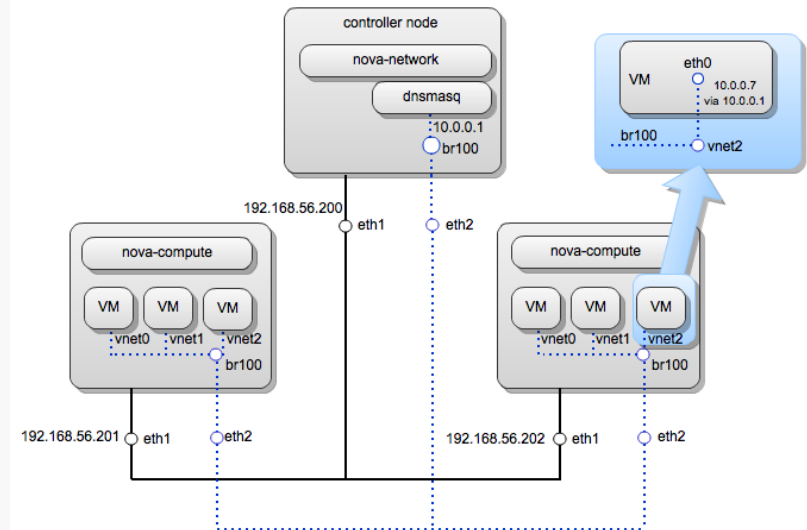 controller node
nova-network
dnsmasq
10.0.0.1
br100
eth0
VM
10.0.0.7
via 10.0.0.1
br100
vnet2
192.168.56.200
eth1
eth2
nova-compute
VM
VM
VM
vnet0
vnet1
vnet2
br100
nova-compute
VM
VM
VM
vnet0
vnet1
vnet2
br100
192.168.56.201
eth1
eth2
192.168.56.202
eth1
eth2